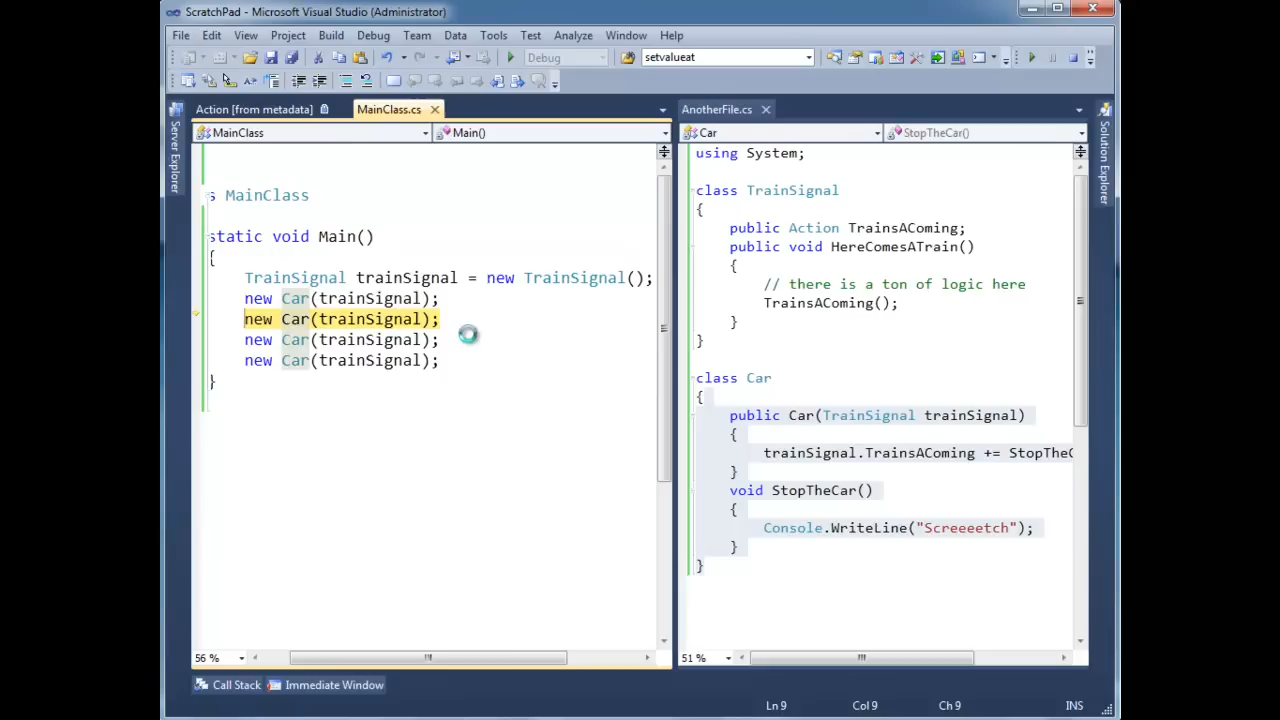 ScratchPad - Microsoft Visual Studio (Administrator)
File Edit View Project Build Debug Team Data Tools Test Analyze Window Help
Debug setvalueat
Server Explorer
Action [from metadata] MainClass.cs
MainClass Main()
s MainClass
static void Main()
{
TrainSignal trainSignal = new TrainSignal();
new Car(trainSignal);
new Car(trainSignal);
new Car(trainSignal);
new Car(trainSignal);
}
56 %
AnotherFile.cs
Car StopTheCar()
using System;
class TrainSignal
{
public Action TrainsAComing;
public void HereComesATrain()
{
// there is a ton of logic here
TrainsAComing();
}
}
class Car
{
public Car(TrainSignal trainSignal)
{
trainSignal.TrainsAComing += StopTheC
}
void StopTheCar()
{
Console.WriteLine("Screeeetch");
}
}
51 %
Solution Explorer
Call Stack Immediate Window
Ln 9 Col 9 Ch 9 INS